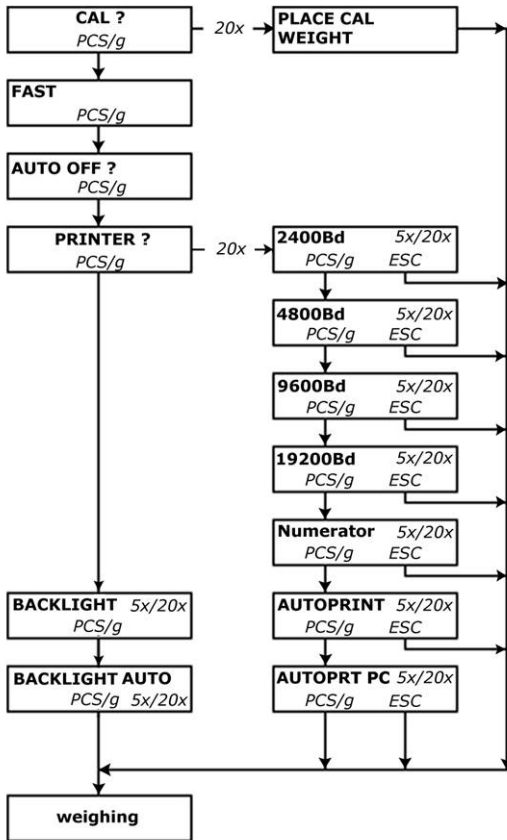 CAL ?
PCS/g
20x
PLACE CAL
WEIGHT
FAST
PCS/g
AUTO OFF ?
PCS/g
PRINTER ?
PCS/g
20x
2400Bd 5x/20x
PCS/g ESC
4800Bd 5x/20x
PCS/g ESC
9600Bd 5x/20x
PCS/g ESC
19200Bd 5x/20x
PCS/g ESC
Numerator 5x/20x
PCS/g ESC
BACKLIGHT 5x/20x
PCS/g
AUTOPRINT 5x/20x
PCS/g ESC
BACKLIGHT AUTO
PCS/g 5x/20x
AUTOPRT PC 5x/20x
PCS/g ESC
weighing